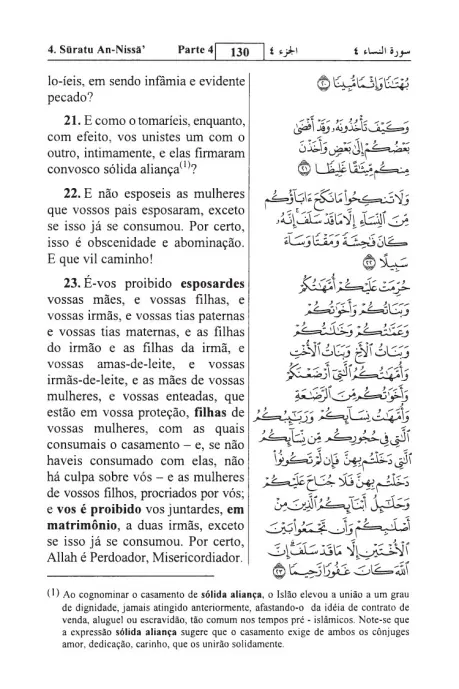 4. Sūratu An-Nissā’ Parte 4 130 الجزء ٤ سورة النساء ٤
lo-íeis, em sendo infâmia e evidente
pecado?
21. E como o tomaríeis, enquanto,
com efeito, vos unistes um com o
outro, intimamente, e elas firmaram
convosco sólida aliança(1)?
22. E não esposeis as mulheres
que vossos pais esposaram, exceto
se isso já se consumou. Por certo,
isso é obscenidade e abominação.
E que vil caminho!
23. É-vos proibido esposardes
vossas mães, e vossas filhas, e
vossas irmãs, e vossas tias paternas
e vossas tias maternas, e as filhas
do irmão e as filhas da irmã, e
vossas amas-de-leite, e vossas
irmãs-de-leite, e as mães de vossas
mulheres, e vossas enteadas, que
estão em vossa proteção, filhas de
vossas mulheres, com as quais
consumais o casamento – e, se não
haveis consumado com elas, não
há culpa sobre vós – e as mulheres
de vossos filhos, procriados por vós;
e vos é proibido vos juntardes, em
matrimônio, a duas irmãs, exceto
se isso já se consumou. Por certo,
Allah é Perdoador, Misericordiador.
بُهْتَٰنًا وَإِثْمًا مُّبِينًا ٢٠
وَكَيْفَ تَأْخُذُونَهُۥ وَقَدْ أَفْضَىٰ
بَعْضُكُمْ إِلَىٰ بَعْضٍ وَأَخَذْنَ
مِنكُم مِّيثَٰقًا غَلِيظًا ٢١
وَلَا تَنكِحُوا۟ مَا نَكَحَ ءَابَآؤُكُم
مِّنَ ٱلنِّسَآءِ إِلَّا مَا قَدْ سَلَفَ إِنَّهُۥ
كَانَ فَٰحِشَةً وَمَقْتًا وَسَآءَ
سَبِيلًا ٢٢
حُرِّمَتْ عَلَيْكُمْ أُمَّهَٰتُكُمْ
وَبَنَاتُكُمْ وَأَخَوَٰتُكُمْ
وَعَمَّٰتُكُمْ وَخَٰلَٰتُكُمْ
وَبَنَاتُ ٱلْأَخِ وَبَنَاتُ ٱلْأُخْتِ
وَأُمَّهَٰتُكُمُ ٱلَّٰتِىٓ أَرْضَعْنَكُمْ
وَأَخَوَٰتُكُم مِّنَ ٱلرَّضَٰعَةِ
وَأُمَّهَٰتُ نِسَآئِكُمْ وَرَبَٰٓئِبُكُمُ
ٱلَّٰتِى فِى حُجُورِكُم مِّن نِّسَآئِكُمُ
ٱلَّٰتِى دَخَلْتُم بِهِنَّ فَإِن لَّمْ تَكُونُوا۟
دَخَلْتُم بِهِنَّ فَلَا جُنَاحَ عَلَيْكُمْ
وَحَلَٰٓئِلُ أَبْنَآئِكُمُ ٱلَّذِينَ مِنْ
أَصْلَٰبِكُمْ وَأَن تَجْمَعُوا۟ بَيْنَ
ٱلْأُخْتَيْنِ إِلَّا مَا قَدْ سَلَفَ إِنَّ
ٱللَّهَ كَانَ غَفُورًا رَّحِيمًا ٢٣
(1) Ao cognominar o casamento de sólida aliança, o Islão elevou a união a um grau
de dignidade, jamais atingido anteriormente, afastando-o da idéia de contrato de
venda, aluguel ou escravidão, tão comum nos tempos pré - islâmicos. Note-se que
a expressão sólida aliança sugere que o casamento exige de ambos os cônjuges
amor, dedicação, carinho, que os unirão solidamente.